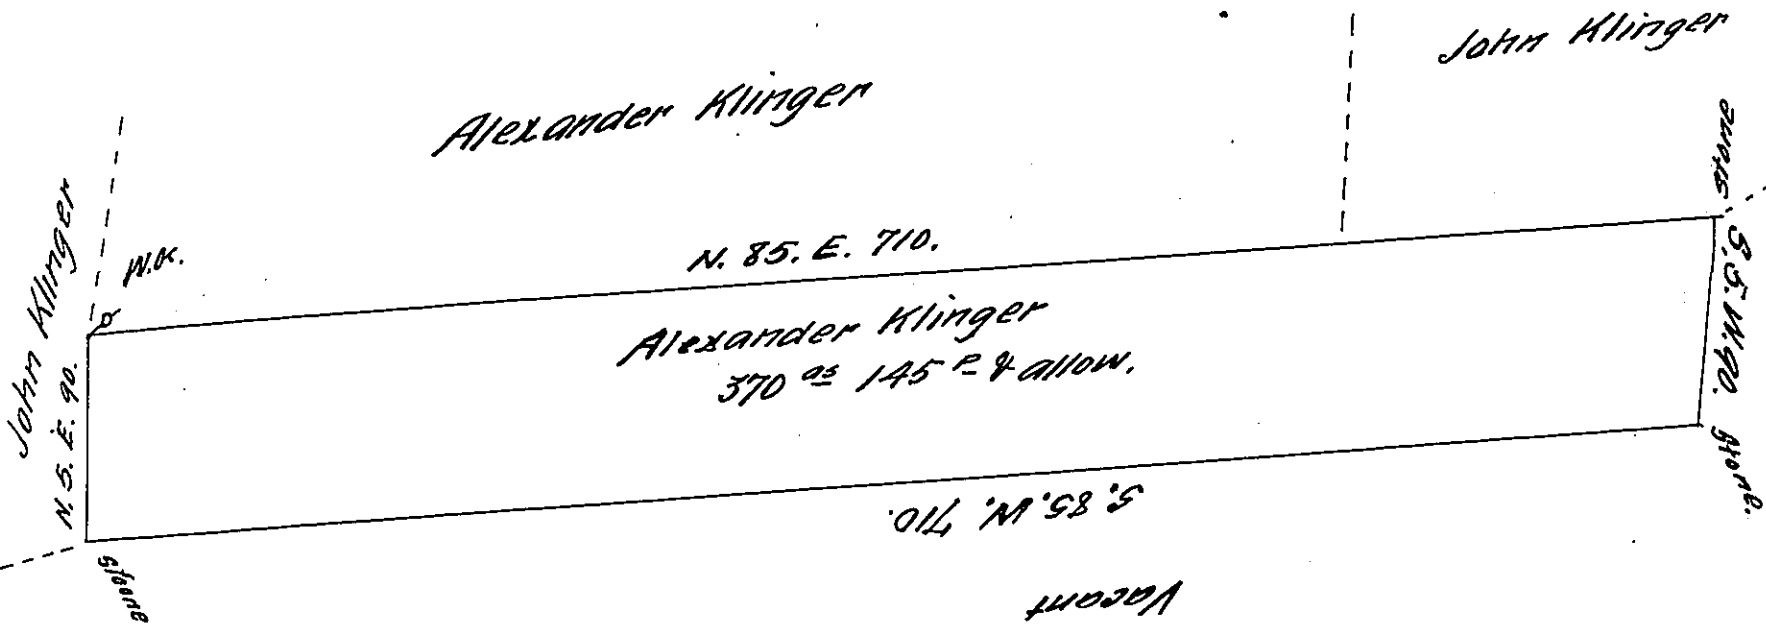 John Klinger
Alexander Klinger
Stone
John Klinger
W.O.
N. 85. E. 710.
S. 5. W. 90.
Alexander Klinger
370 as 145 P & allow.
N. 5. E. 90.
Stone.
S. 85. W. 710.
Stone
Vacant